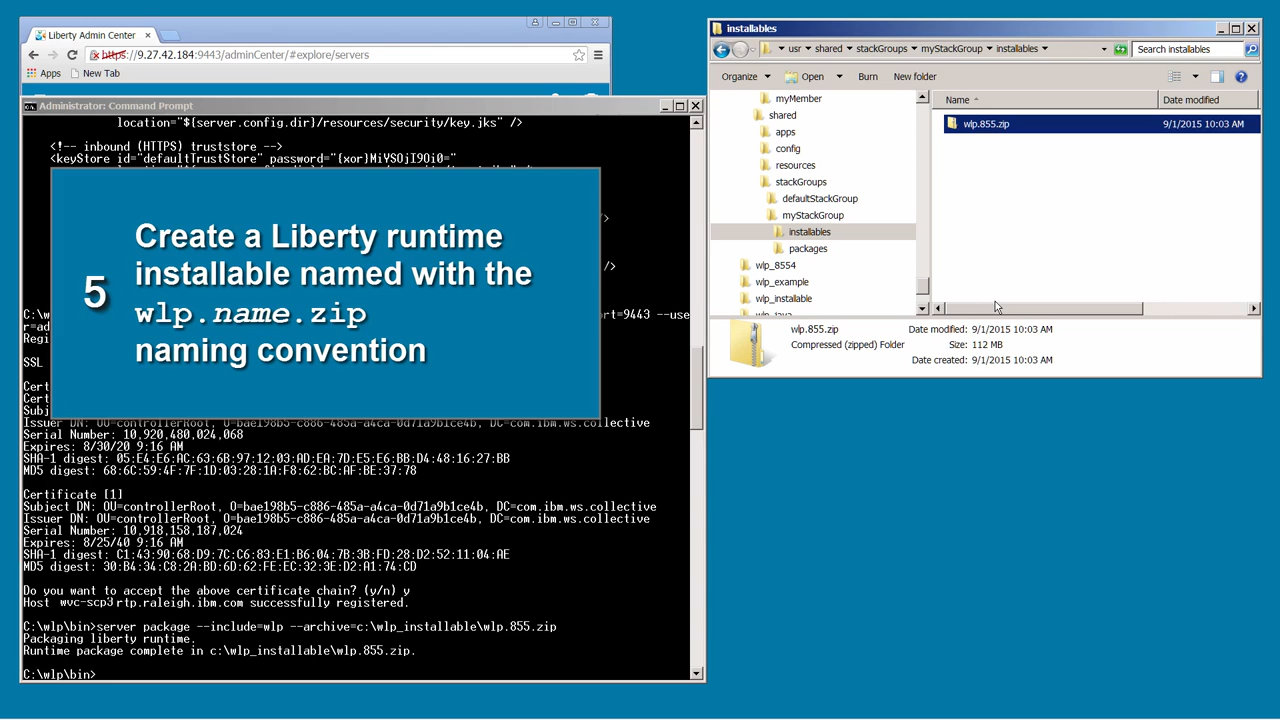 Liberty Admin Center
https://9.27.42.184:9443/adminCenter/#explore/servers
Apps New Tab
Administrator: Command Prompt
location="${server.config.dir}/resources/security/key.jks" />
<!-- inbound (HTTPS) truststore -->
<keyStore id="defaultTrustStore" password="{xor}MiYSOjI9Oi0="
/>
/>
5
Create a Liberty runtime
installable named with the
wlp.name.zip
naming convention
C:\w
ort=9443 --use
r=ad
Regi
SSL
Cert
Cert
Subj
Issuer DN: OU=controllerRoot, O=bae198b5-c886-485a-a4ca-0d71a9b1ce4b, DC=com.ibm.ws.collective
Serial Number: 10,920,480,024,068
Expires: 8/30/20 9:16 AM
SHA-1 digest: 05:E4:E6:AC:63:6B:97:12:03:AD:EA:7D:E5:E6:BB:D4:48:16:27:BB
MD5 digest: 68:6C:59:4F:7F:1D:03:28:1A:F8:62:BC:AF:BE:37:78
Certificate [1]
Subject DN: OU=controllerRoot, O=bae198b5-c886-485a-a4ca-0d71a9b1ce4b, DC=com.ibm.ws.collective
Issuer DN: OU=controllerRoot, O=bae198b5-c886-485a-a4ca-0d71a9b1ce4b, DC=com.ibm.ws.collective
Serial Number: 10,918,158,187,024
Expires: 8/25/40 9:16 AM
SHA-1 digest: C1:43:90:68:D9:7C:C6:83:E1:B6:04:7B:3B:FD:28:D2:52:11:04:AE
MD5 digest: 30:B4:34:C8:2A:BD:6D:62:FE:EC:32:3E:D2:A1:74:CD
Do you want to accept the above certificate chain? (y/n) y
Host wvc-scp3 rtp.raleigh.ibm.com successfully registered.
C:\wlp\bin>server package --include=wlp --archive=c:\wlp_installable\wlp.855.zip
Packaging liberty runtime.
Runtime package complete in c:\wlp_installable\wlp.855.zip.
C:\wlp\bin>
installables
usr shared stackGroups myStackGroup installables
Search installables
Organize Open Burn New folder
myMember
shared
apps
config
resources
stackGroups
defaultStackGroup
myStackGroup
installables
packages
wlp_8554
wlp_example
wlp_installable
Name Date modified
wlp.855.zip 9/1/2015 10:03 AM
wlp.855.zip Date modified: 9/1/2015 10:03 AM
Compressed (zipped) Folder Size: 112 MB
Date created: 9/1/2015 10:03 AM